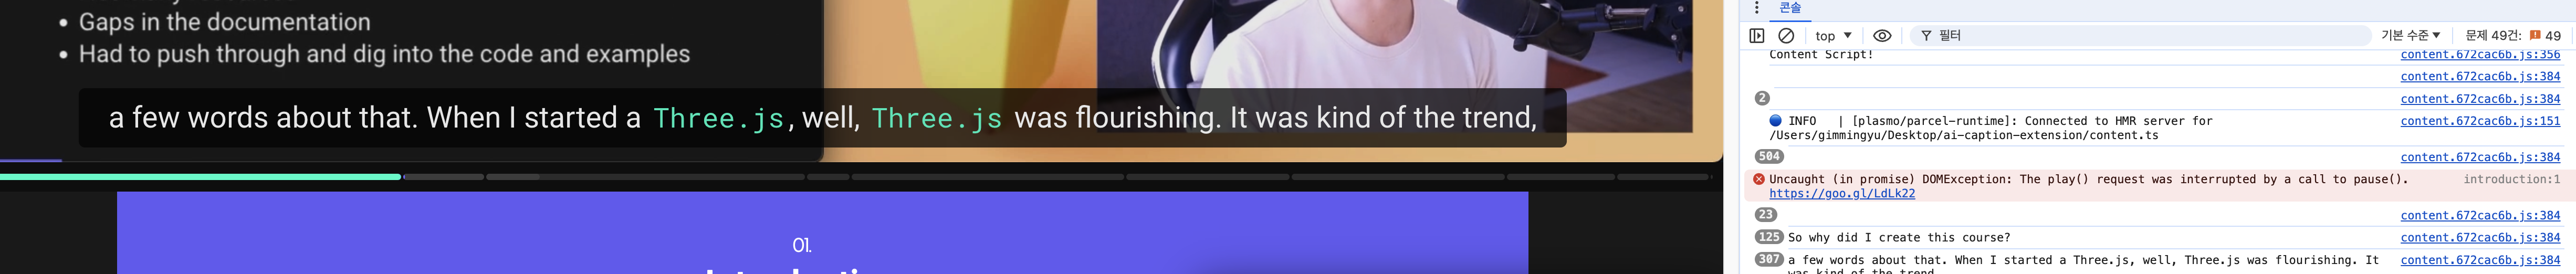 • Gaps in the documentation
• Had to push through and dig into the code and examples
a few words about that. When I started a Three.js, well, Three.js was flourishing. It was kind of the trend,
01.
콘솔
top
필터
기본 수준
문제 49건: 49
Content Script!
content.672cac6b.js:356
content.672cac6b.js:384
2
content.672cac6b.js:384
INFO | [plasmo/parcel-runtime]: Connected to HMR server for
content.672cac6b.js:151
/Users/gimmingyu/Desktop/ai-caption-extension/content.ts
504
content.672cac6b.js:384
Uncaught (in promise) DOMException: The play() request was interrupted by a call to pause().
introduction:1
https://goo.gl/LdLk22
23
content.672cac6b.js:384
125 So why did I create this course?
content.672cac6b.js:384
307 a few words about that. When I started a Three.js, well, Three.js was flourishing. It
content.672cac6b.js:384
was kind of the trend